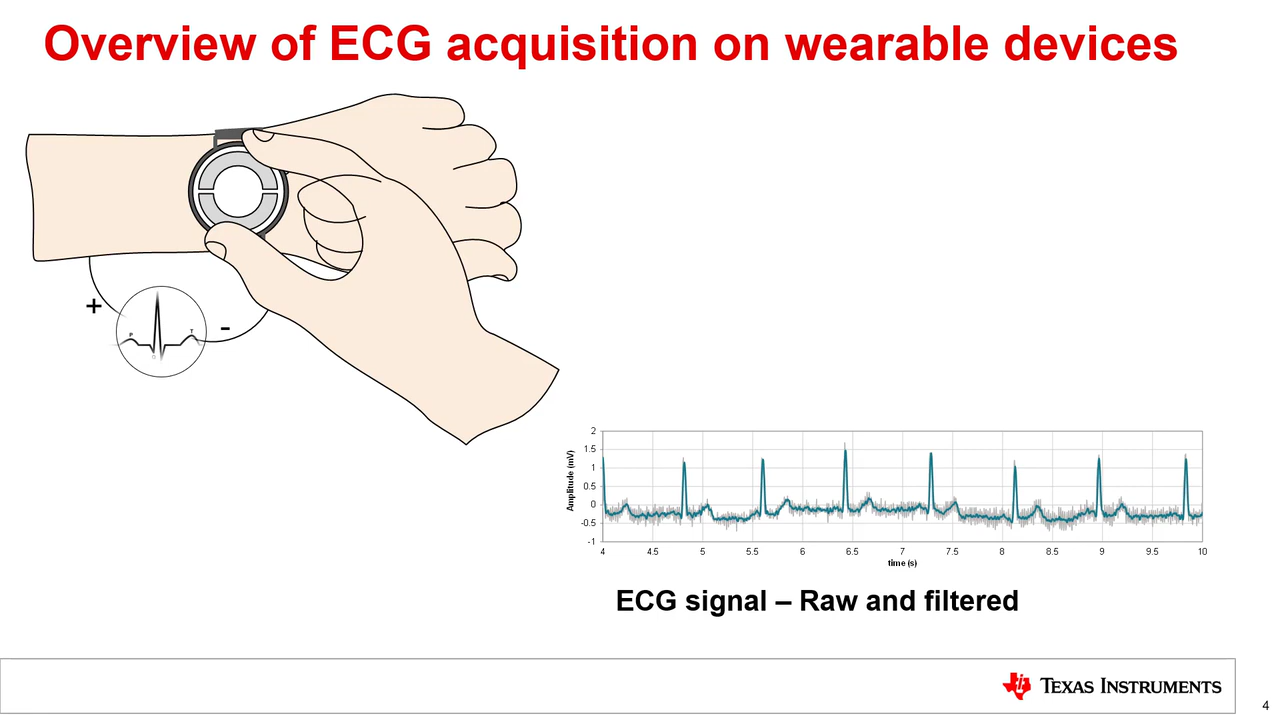 Overview of ECG acquisition on wearable devices
+
-
P
T
Q
2
1.5
1
0.5
0
-0.5
-1
Amplitude (mV)
4 4.5 5 5.5 6 6.5 7 7.5 8 8.5 9 9.5 10
time (s)
ECG signal – Raw and filtered
TEXAS INSTRUMENTS
4